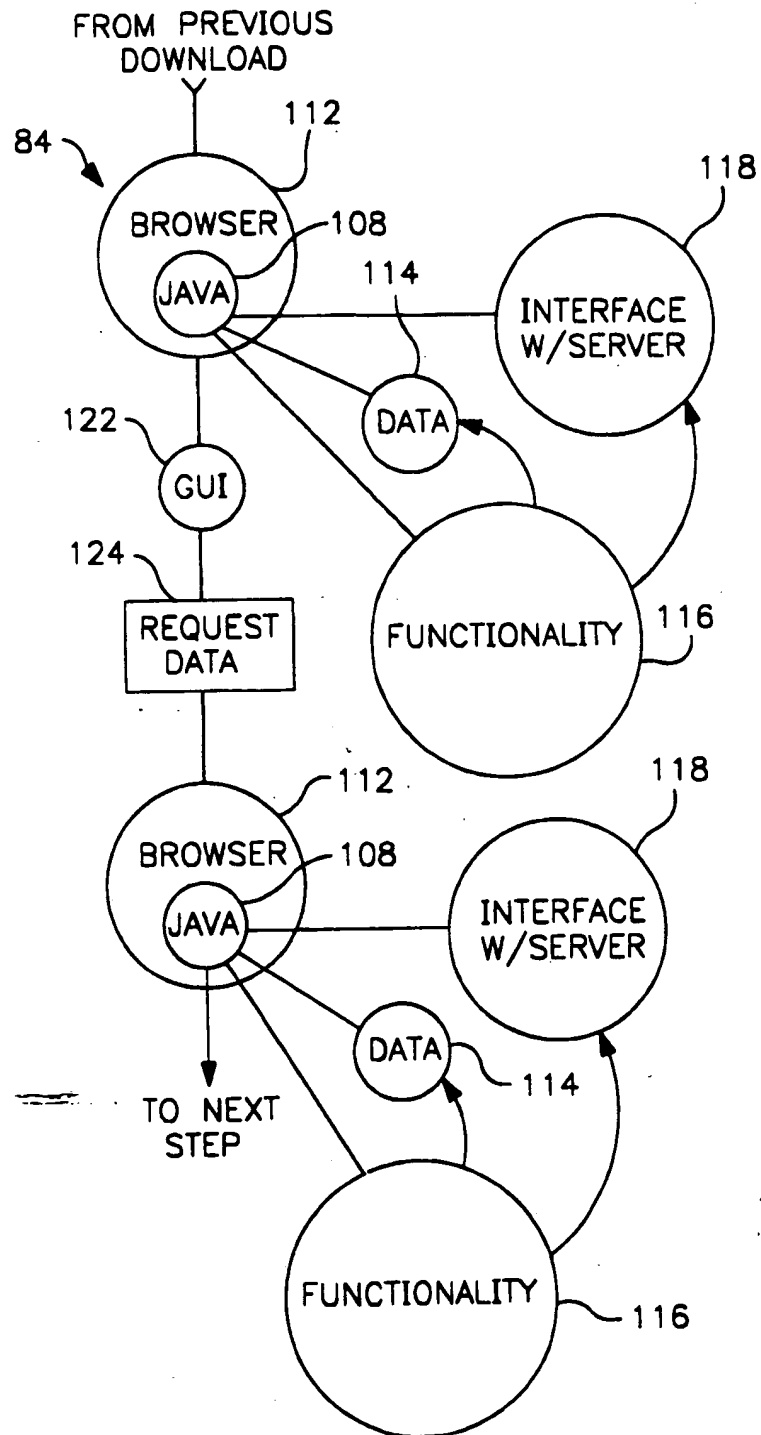 FROM PREVIOUS
DOWNLOAD
84
112
118
BROWSER
108
JAVA
114
INTERFACE
W/SERVER
DATA
122
GUI
124
REQUEST
DATA
FUNCTIONALITY
116
112
118
BROWSER
108
JAVA
INTERFACE
W/SERVER
DATA
114
TO NEXT
STEP
FUNCTIONALITY
116